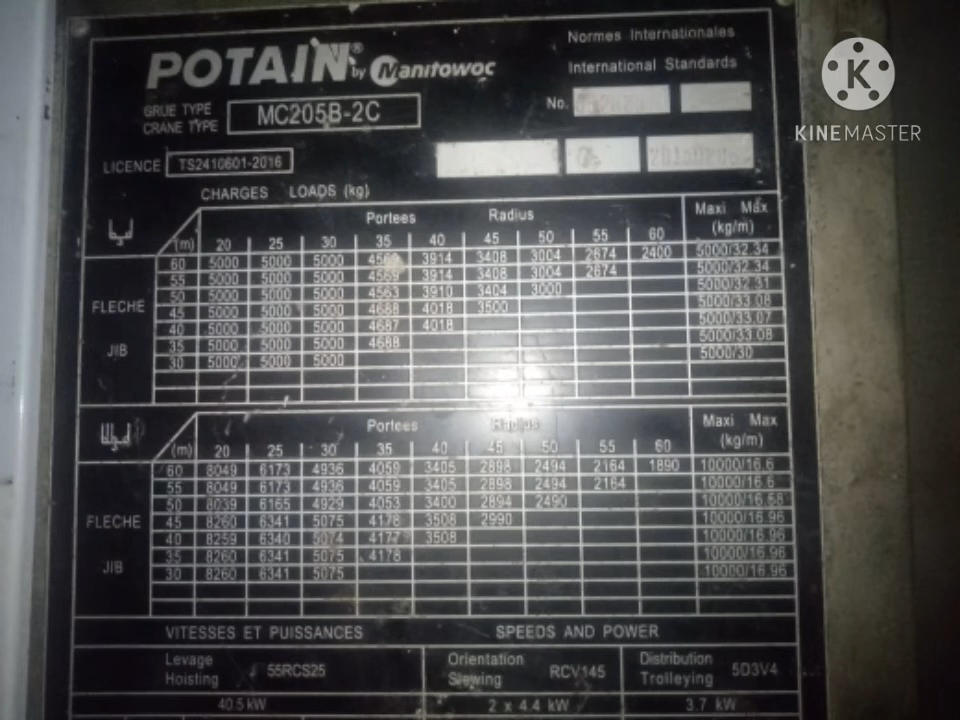 POTAIN® by Manitowoc
Normes Internationales
International Standards
K
KINEMASTER
GRUE TYPE
CRANE TYPE MC205B-2C
No.
LICENCE TS2410601-2016
CHARGES LOADS (kg)
Portees Radius Maxi Max
(m) 20 25 30 35 40 45 50 55 60 (kg/m)
60 5000 5000 5000 3914 3408 3004 2674 2400 5000/32.34
55 5000 5000 5000 4569 3914 3408 3004 2674 5000/32.34
50 5000 5000 5000 4563 3910 3404 3000 5000/32.31
45 5000 5000 5000 4688 4018 3500 5000/33.08
40 5000 5000 5000 4687 4018 5000/33.07
35 5000 5000 5000 4688 5000/33.08
30 5000 5000 5000 5000/30
FLECHE
JIB
Portees Radius Maxi Max
(m) 20 25 30 35 40 45 50 55 60 (kg/m)
60 8049 6173 4936 4059 3405 2898 2494 2164 1890 10000/16.6
55 8049 6173 4936 4059 3405 2898 2494 2164 10000/16.6
50 8039 6165 4929 4053 3400 2894 2490 10000/16.58
45 8260 6341 5075 4178 3508 2990 10000/16.96
40 8259 6340 5074 4177 3508 10000/16.96
35 8260 6341 5075 4178 10000/16.96
30 8260 6341 5075 10000/16.96
FLECHE
JIB
VITESSES ET PUISSANCES SPEEDS AND POWER
Levage
Hoisting 55RCS25
Orientation
Slewing RCV145
Distribution
Trolleying 5D3V4
40.5 kW 2 x 4.4 kW 3.7 kW